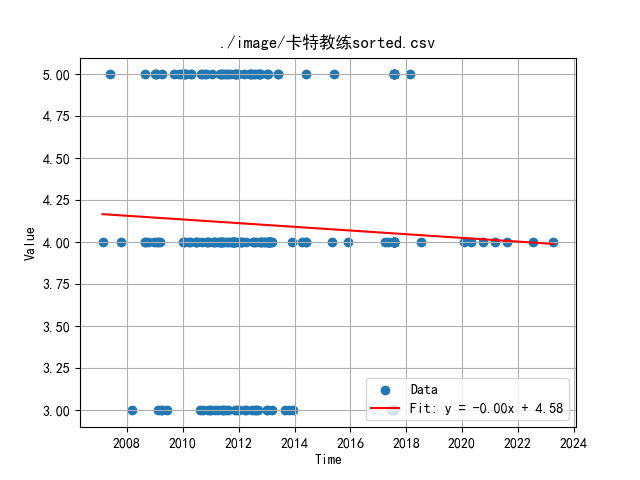 ./image/卡特教练sorted.csv
5.00
4.75
4.50
4.25
4.00
3.75
3.50
3.25
3.00
Value
2008 2010 2012 2014 2016 2018 2020 2022 2024
Time
Data
Fit: y = -0.00x + 4.58